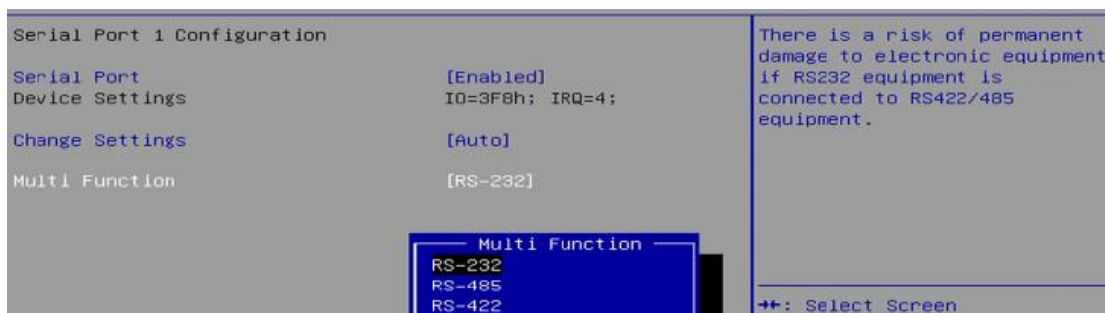 Serial Port 1 Configuration
Serial Port [Enabled]
Device Settings IO=3F8h; IRQ=4;
Change Settings [Auto]
Multi Function [RS-232]
Multi Function
RS-232
RS-485
RS-422
There is a risk of permanent
damage to electronic equipment
if RS232 equipment is
connected to RS422/485
equipment.
→←: Select Screen